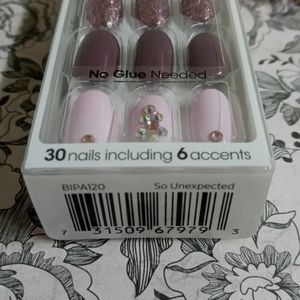 No Glue Needed
30 nails including 6 accents
BIPA120 So Unexpected
7 31509 67979 3